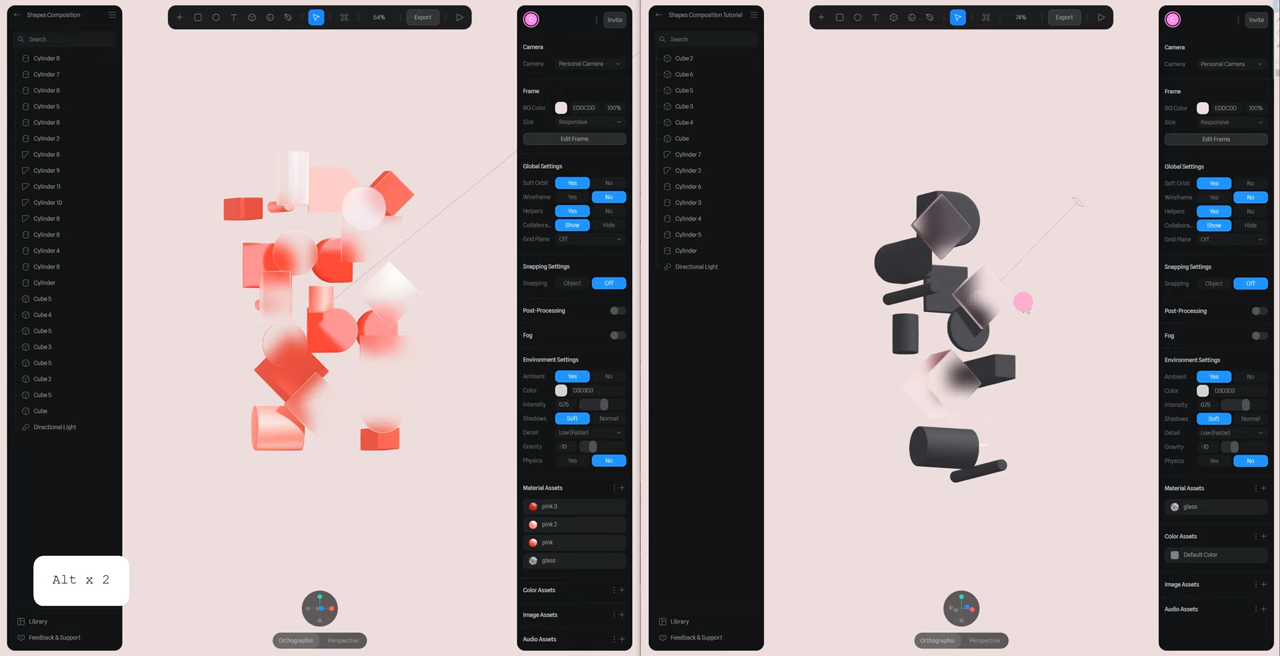 Shapes Composition
T
54%
Export
Invite
Search
Cylinder 8
Cylinder 7
Cylinder 8
Cylinder 5
Cylinder 8
Cylinder 2
Cylinder 8
Cylinder 9
Cylinder 11
Cylinder 10
Cylinder 8
Cylinder 8
Cylinder 4
Cylinder 8
Cylinder
Cube 5
Cube 4
Cube 5
Cube 3
Cube 5
Cube 2
Cube 5
Cube
Directional Light
Alt x 2
Library
Feedback & Support
Orthographic Perspective
C
Camera
Camera Personal Camera
Frame
BG Color EDDCDD 100%
Size Responsive
Edit Frame
Global Settings
Soft Orbit Yes No
Wireframe Yes No
Helpers Yes No
Collabora... Show Hide
Grid Plane Off
Snapping Settings
Snapping Object Off
Post-Processing
Fog
Environment Settings
Ambient Yes No
Color D3D3D3
Intensity 0.75
Shadows Soft Normal
Detail Low (Faster)
Gravity -10
Physics Yes No
Material Assets
pink 3
pink 2
pink
glass
Color Assets
Image Assets
Audio Assets
Shapes Composition Tutorial
T
74%
Export
Invite
Search
Cube 2
Cube 6
Cube 5
Cube 3
Cube 4
Cube
Cylinder 7
Cylinder 2
Cylinder 6
Cylinder 3
Cylinder 4
Cylinder 5
Cylinder
Directional Light
Library
Feedback & Support
Orthographic Perspective
C
Camera
Camera Personal Camera
Frame
BG Color EDDCDD 100%
Size Responsive
Edit Frame
Global Settings
Soft Orbit Yes No
Wireframe Yes No
Helpers Yes No
Collabora... Show Hide
Grid Plane Off
Snapping Settings
Snapping Object Off
Post-Processing
Fog
Environment Settings
Ambient Yes No
Color D3D3D3
Intensity 0.75
Shadows Soft Normal
Detail Low (Faster)
Gravity -10
Physics Yes No
Material Assets
glass
Color Assets
Default Color
Image Assets
Audio Assets